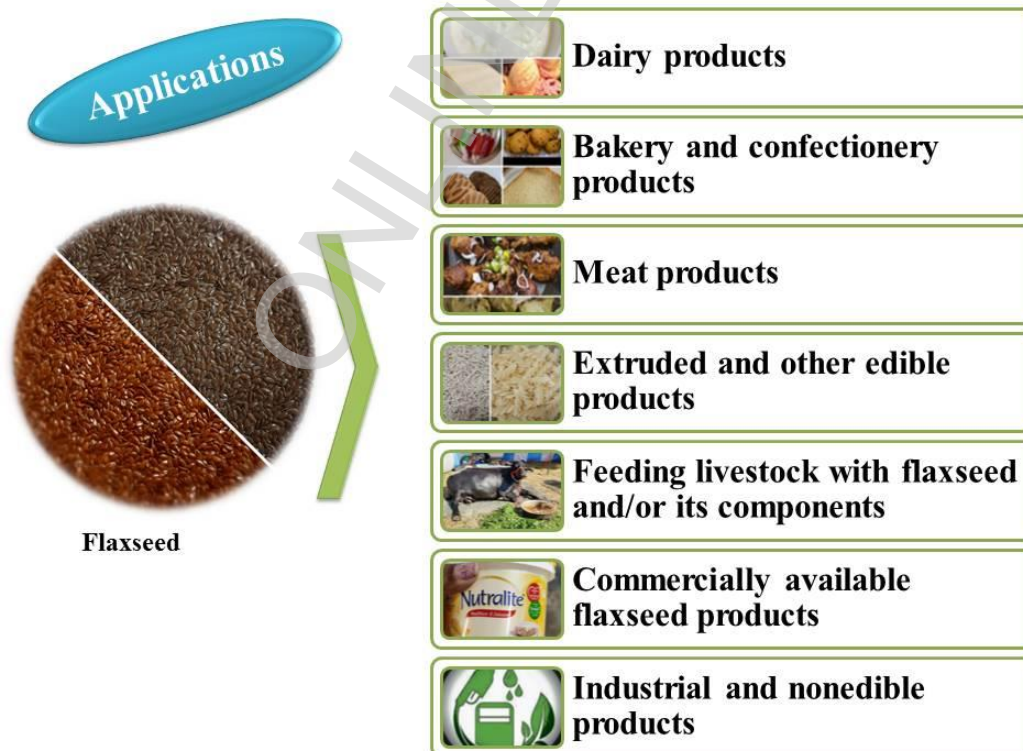 Applications
Flaxseed
Dairy products
Bakery and confectionery
products
Meat products
Extruded and other edible
products
Feeding livestock with flaxseed
and/or its components
Commercially available
flaxseed products
Nutralite
Industrial and nonedible
products